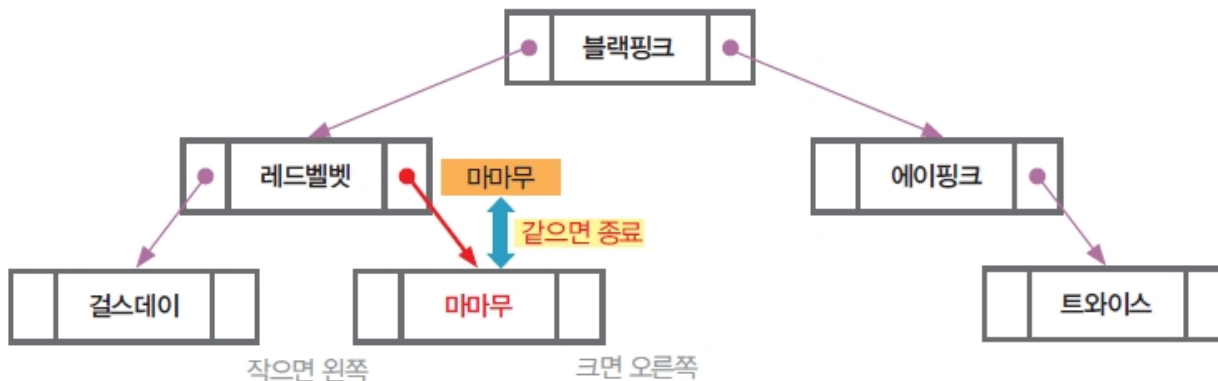 블랙핑크
레드벨벳
마마무
에이핑크
같으면 종료
걸스데이
마마무
트와이스
작으면 왼쪽
크면 오른쪽